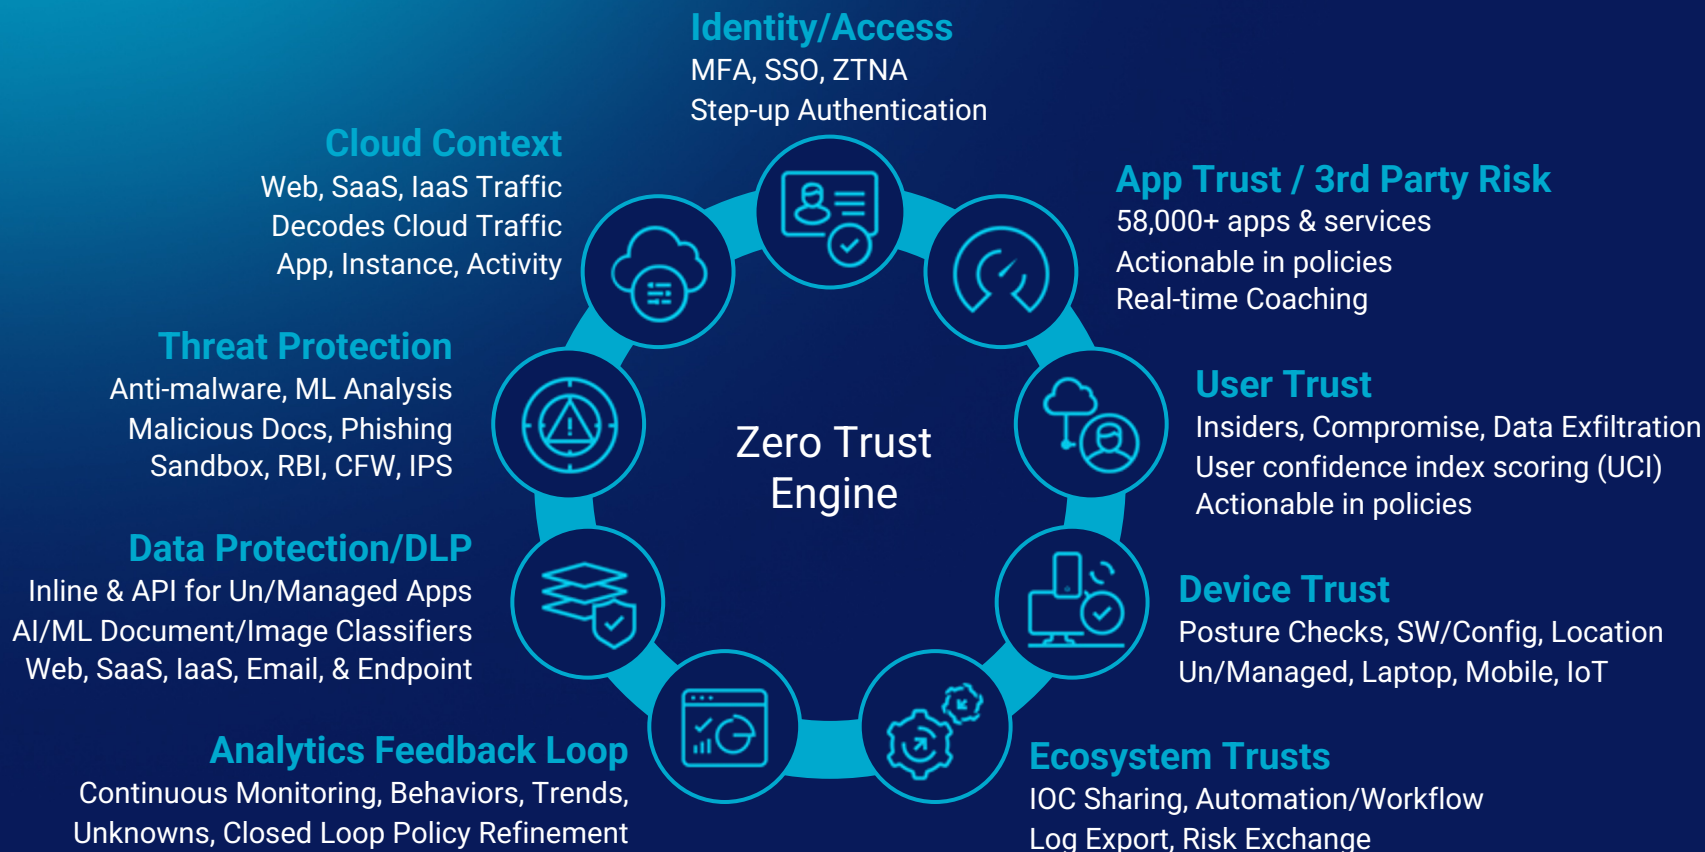 Identity/Access
MFA, SSO, ZTNA
Step-up Authentication
Cloud Context
Web, SaaS, IaaS Traffic
Decodes Cloud Traffic
App, Instance, Activity
App Trust / 3rd Party Risk
58,000+ apps & services
Actionable in policies
Real-time Coaching
Threat Protection
Anti-malware, ML Analysis
Malicious Docs, Phishing
Sandbox, RBI, CFW, IPS
User Trust
Insiders, Compromise, Data Exfiltration
User confidence index scoring (UCI)
Actionable in policies
Zero Trust
Engine
Data Protection/DLP
Inline & API for Un/Managed Apps
AI/ML Document/Image Classifiers
Web, SaaS, IaaS, Email, & Endpoint
Device Trust
Posture Checks, SW/Config, Location
Un/Managed, Laptop, Mobile, IoT
Analytics Feedback Loop
Continuous Monitoring, Behaviors, Trends,
Unknowns, Closed Loop Policy Refinement
Ecosystem Trusts
IOC Sharing, Automation/Workflow
Log Export, Risk Exchange